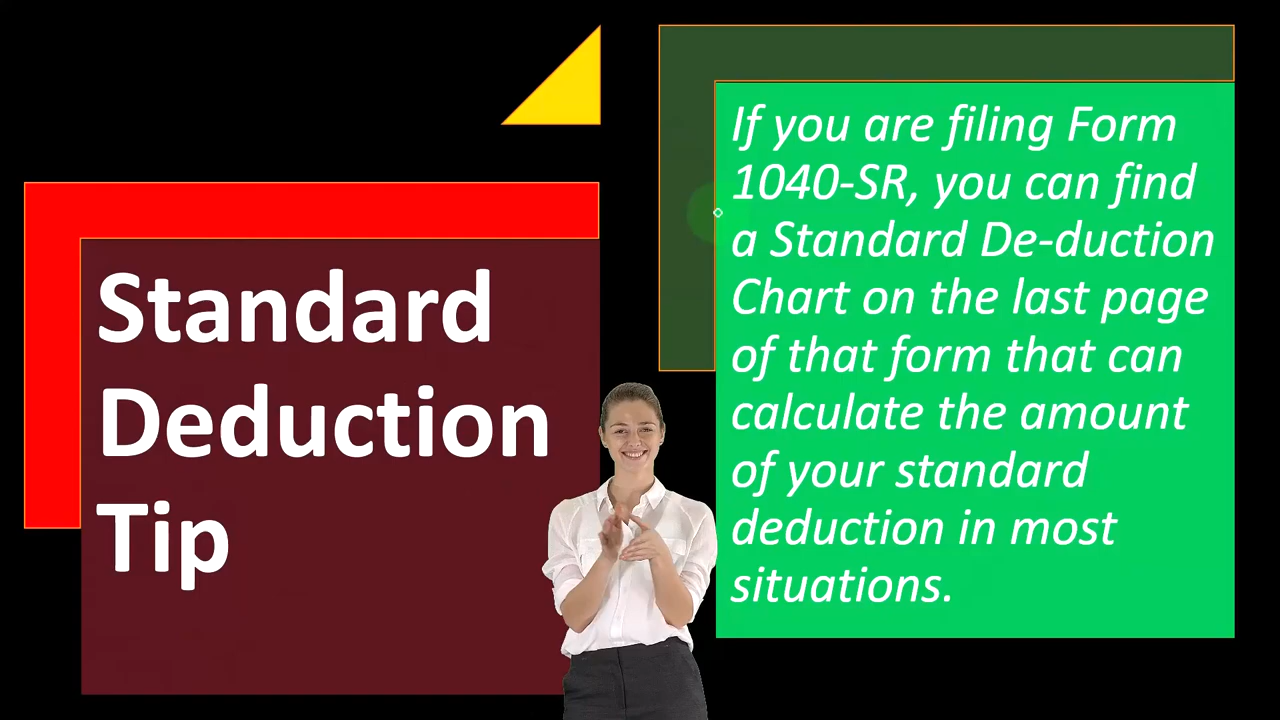 Standard
Deduction
Tip
If you are filing Form
1040-SR, you can find
a Standard De-duction
Chart on the last page
of that form that can
calculate the amount
of your standard
deduction in most
situations.